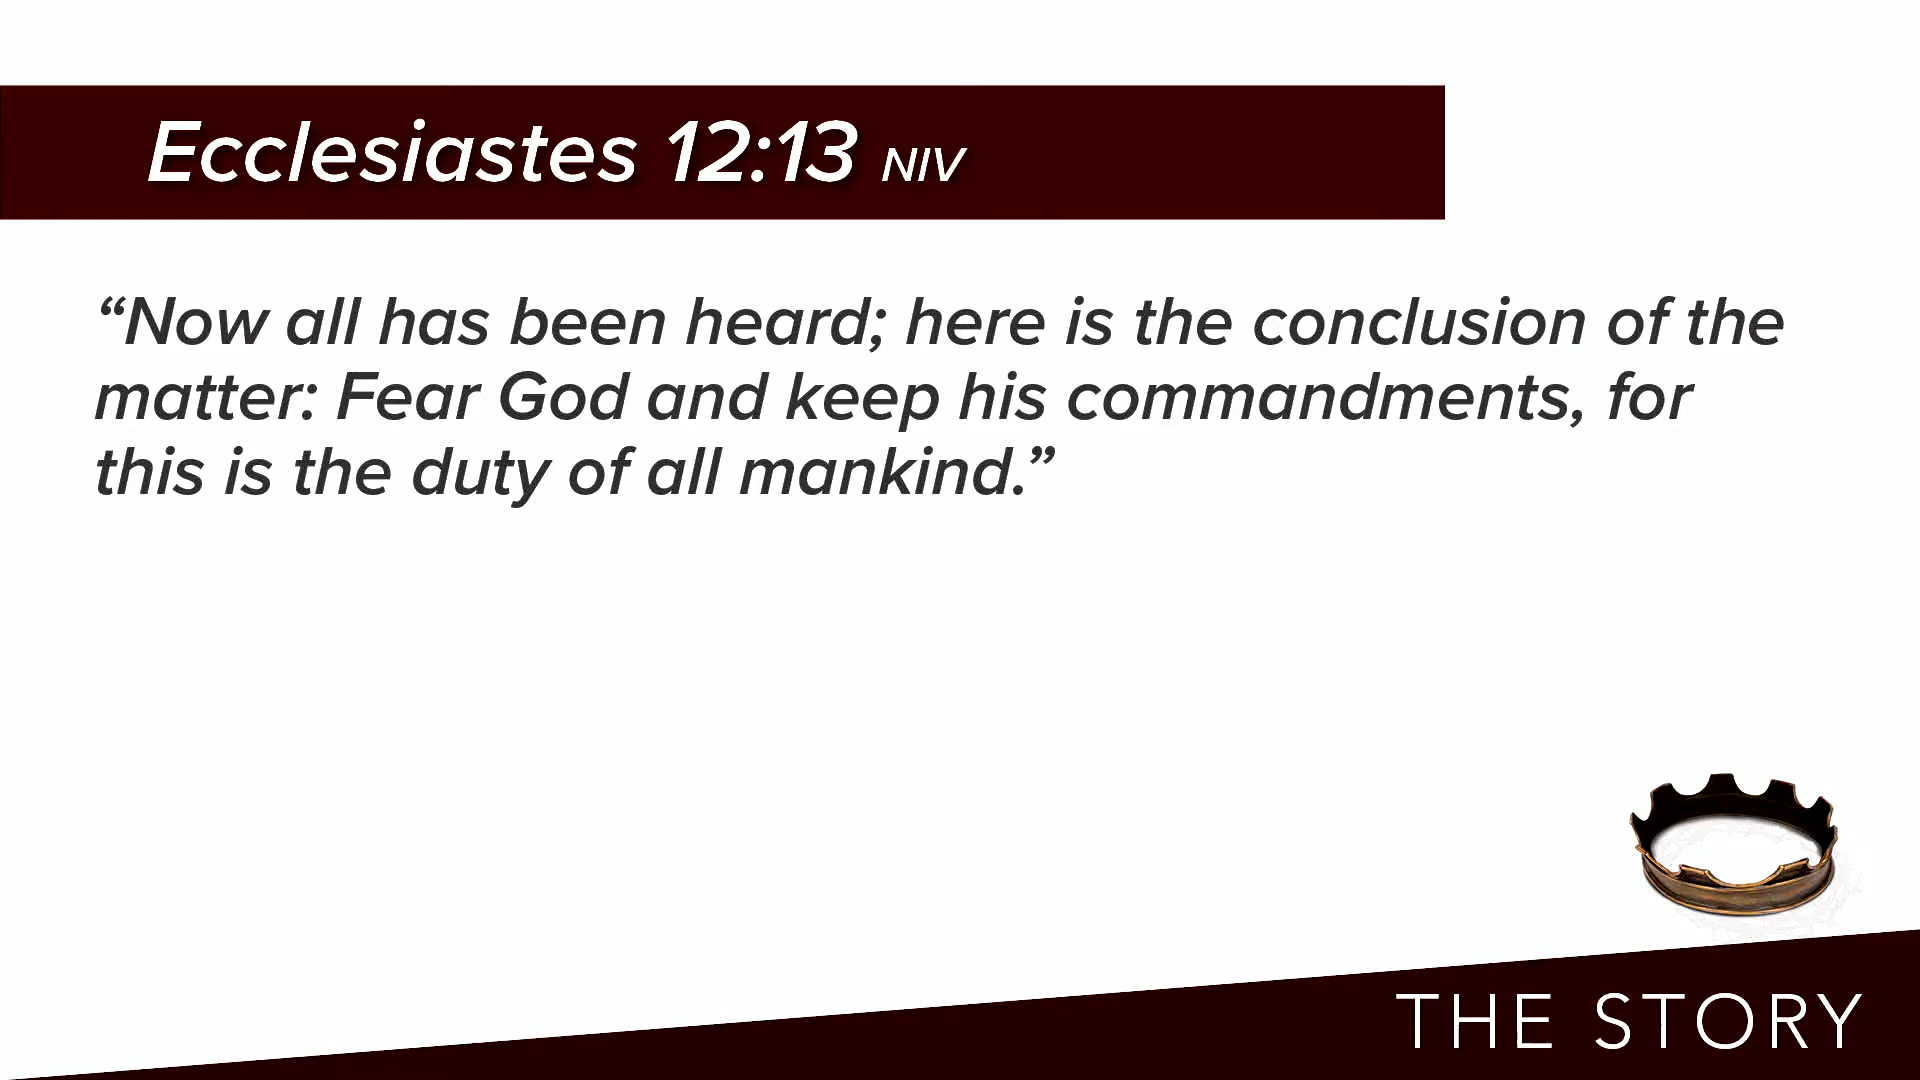 Ecclesiastes 12:13 NIV
“Now all has been heard; here is the conclusion of the
matter: Fear God and keep his commandments, for
this is the duty of all mankind.”
THE STORY